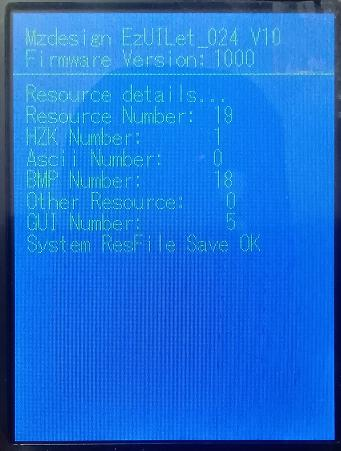 Mzdesign EzUILet_024 V10
Firmware Version: 1000
Resource details...
Resource Number: 19
HZK Number: 1
Ascii Number: 0
BMP Number: 18
Other Resource: 0
GUI Number: 5
System ResFile Save OK